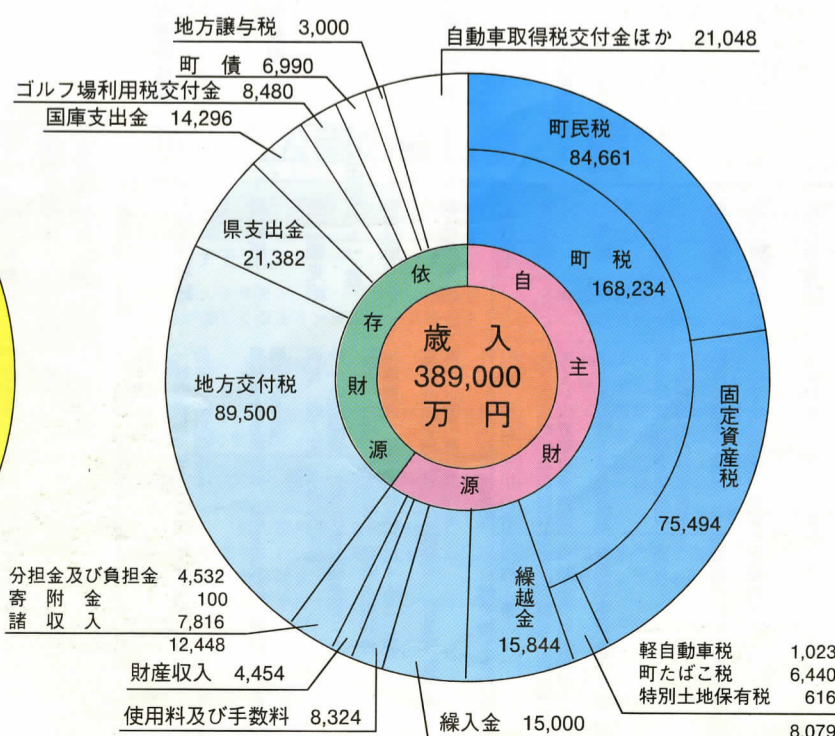 地方譲与税 3,000
自動車取得税交付金ほか 21,048
町 債 6,990
ゴルフ場利用税交付金 8,480
国庫支出金 14,296
町民税
84,661
県支出金
21,382
町 税
168,234
依存財源
自主財源
歳 入
389,000
万 円
地方交付税
89,500
固定資産税
75,494
繰越金
15,844
分担金及び負担金 4,532
寄 附 金 100
諸 収 入 7,816
12,448
財産収入 4,454
使用料及び手数料 8,324
繰入金 15,000
軽自動車税 1,023
町たばこ税 6,440
特別土地保有税 616
8,079